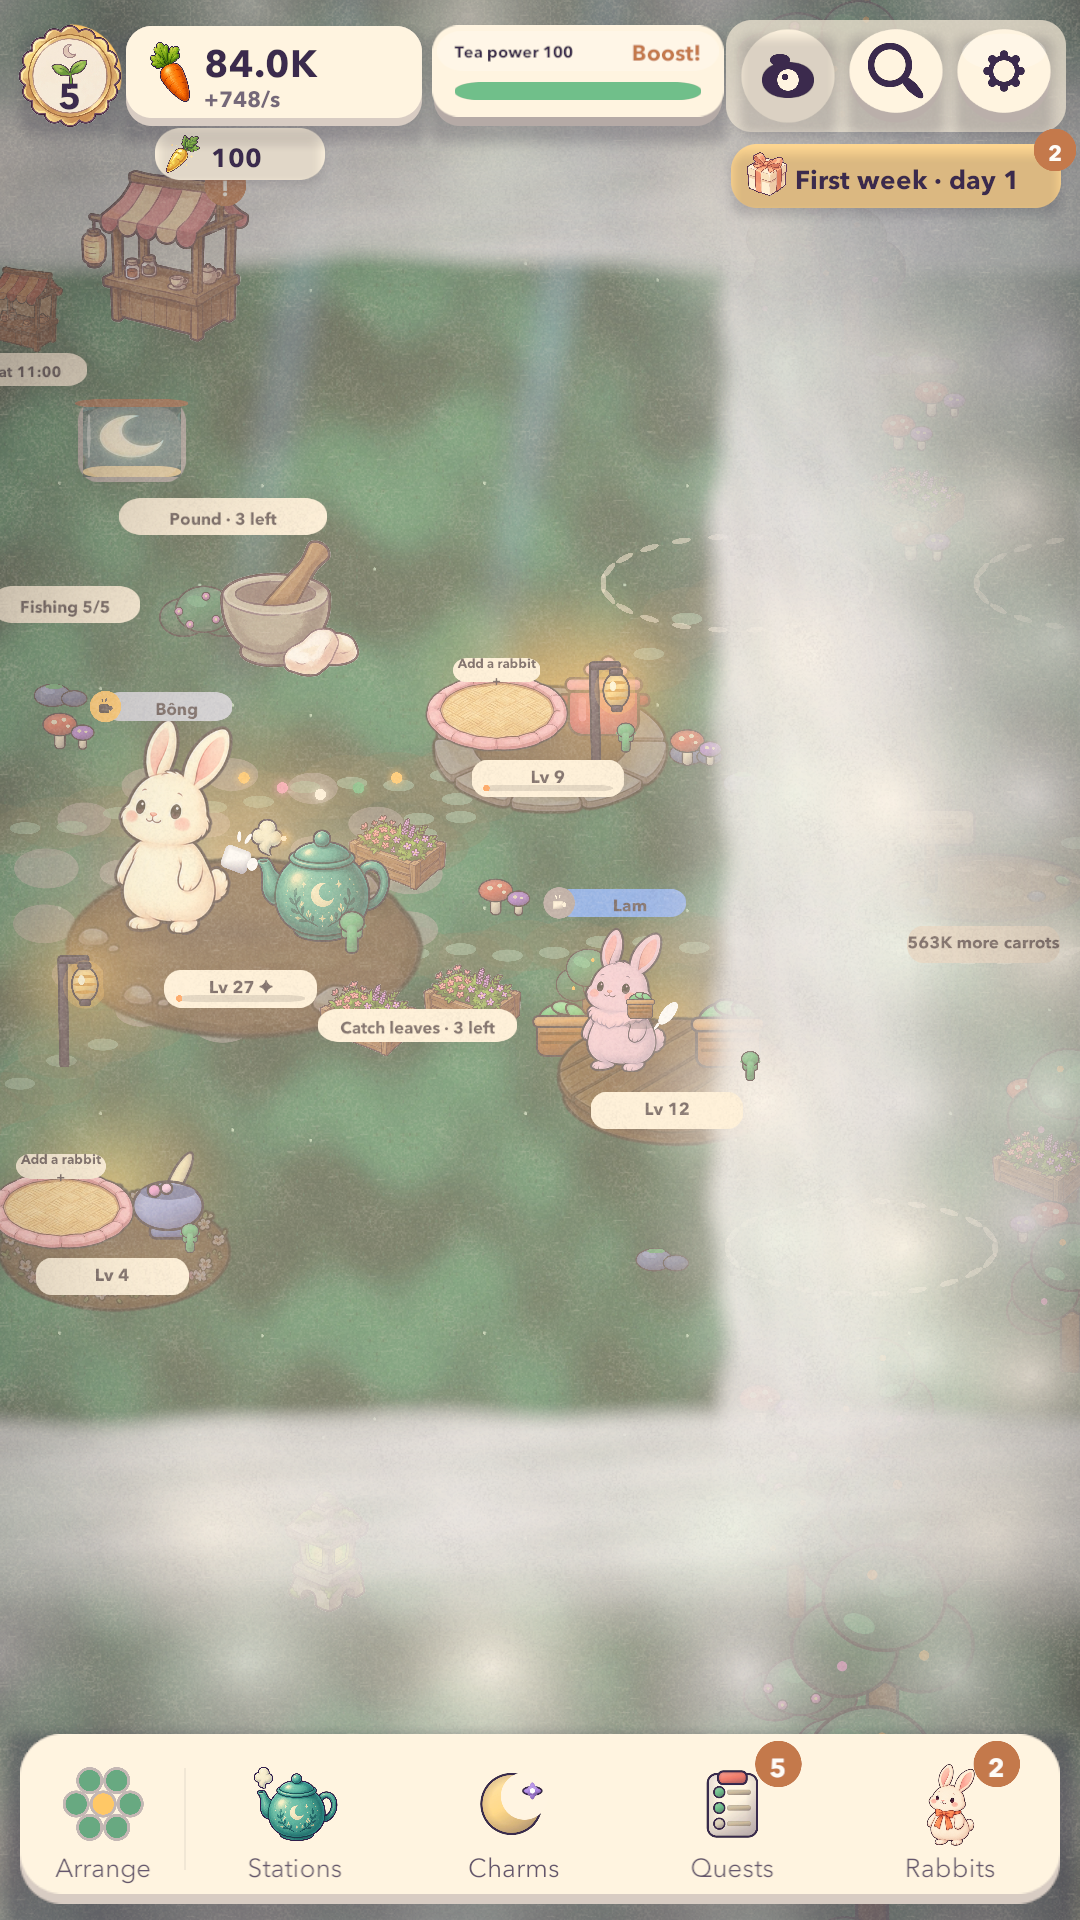 5
84.0K
+748/s
Tea power 100
Boost!
100
!
2
First week · day 1
at 11:00
Pound · 3 left
Fishing 5/5
Add a rabbit
+
Bông
Lv 9
Lam
563K more carrots
Lv 27 ✦
Catch leaves · 3 left
Lv 12
Add a rabbit
+
Lv 4
5
2
Arrange
Stations
Charms
Quests
Rabbits